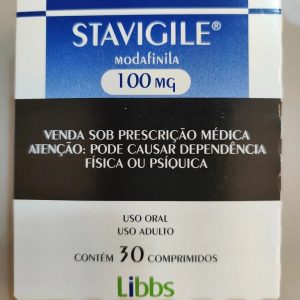 STAVIGILE®
modafinila
100 MG
VENDA SOB PRESCRIÇÃO MÉDICA
ATENÇÃO: PODE CAUSAR DEPENDÊNCIA
FÍSICA OU PSÍQUICA
USO ORAL
USO ADULTO
CONTÉM 30 COMPRIMIDOS
Libbs